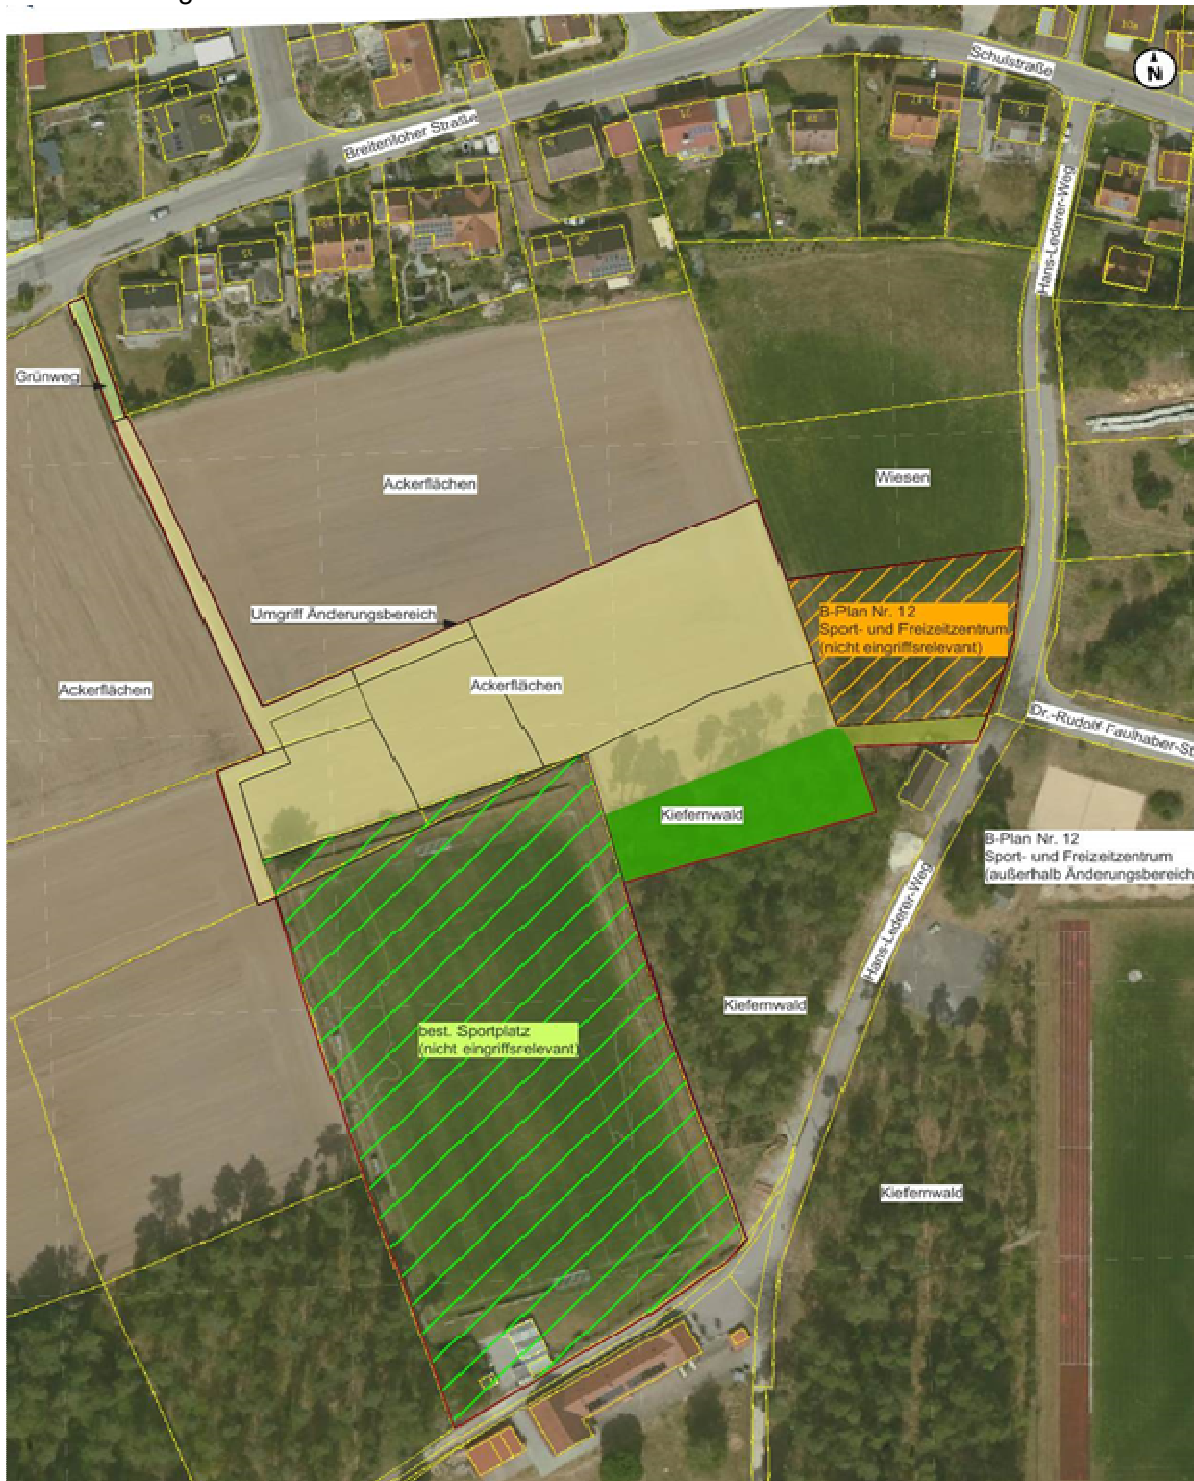 Schulstraße
N
Breitenloher Straße
Hans-Lederer-Weg
Grünweg
Ackerflächen
Wiesen
Umgriff Änderungsbereich
B-Plan Nr. 12
Sport- und Freizeitzentrum
(nicht eingriffsrelevant)
Ackerflächen
Ackerflächen
Dr.-Rudolf Faulhaber-St
Kiefernwald
B-Plan Nr. 12
Sport- und Freizeitzentrum
(außerhalb Änderungsbereich
Hans-Lederer-Weg
Kiefernwald
best. Sportplatz
(nicht eingriffsrelevant)
Kiefernwald